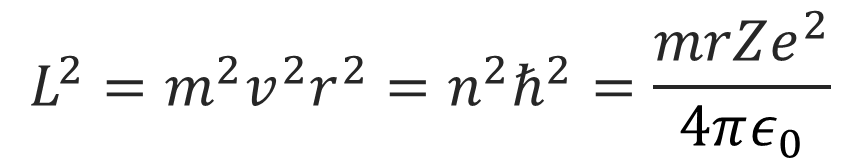 L² = m²v²r² = n²ℏ² = mrZe² / 4πϵ₀